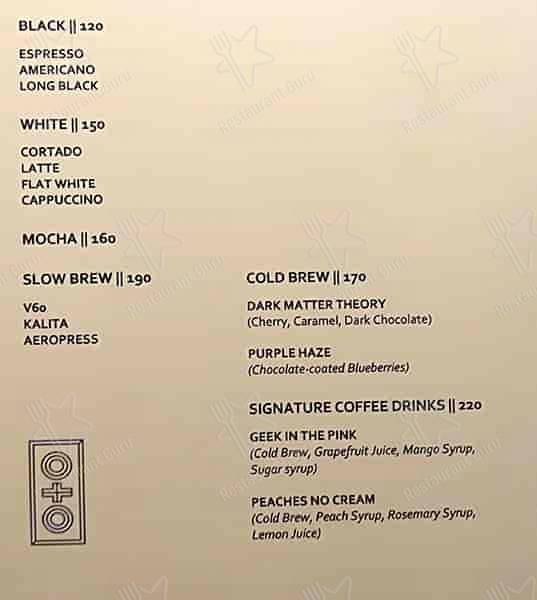 BLACK || 120
ESPRESSO
AMERICANO
LONG BLACK
WHITE || 150
CORTADO
LATTE
FLAT WHITE
CAPPUCCINO
MOCHA || 160
SLOW BREW || 190
V60
KALITA
AEROPRESS
COLD BREW || 170
DARK MATTER THEORY
(Cherry, Caramel, Dark Chocolate)
PURPLE HAZE
(Chocolate-coated Blueberries)
SIGNATURE COFFEE DRINKS || 220
GEEK IN THE PINK
(Cold Brew, Grapefruit Juice, Mango Syrup,
Sugar syrup)
PEACHES NO CREAM
(Cold Brew, Peach Syrup, Rosemary Syrup,
Lemon Juice)
Restaurant Guru